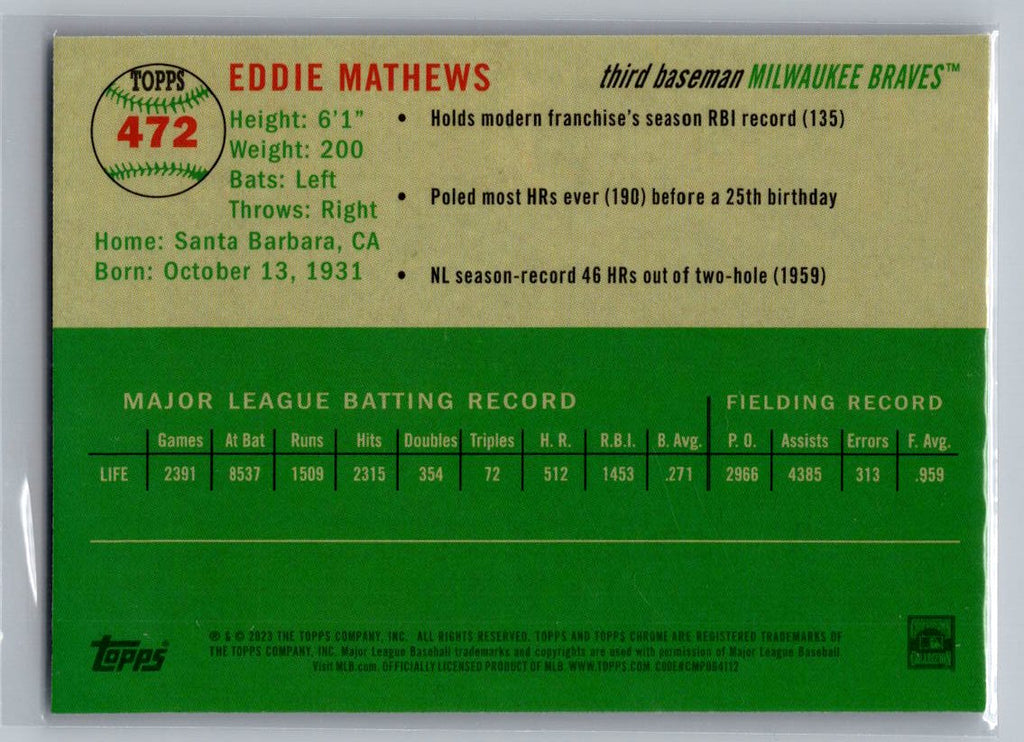 TOPPS
472
EDDIE MATHEWS
third baseman MILWAUKEE BRAVES™
Height: 6'1"
Weight: 200
Bats: Left
Throws: Right
Home: Santa Barbara, CA
Born: October 13, 1931
• Holds modern franchise's season RBI record (135)
• Poled most HRs ever (190) before a 25th birthday
• NL season-record 46 HRs out of two-hole (1959)
MAJOR LEAGUE BATTING RECORD FIELDING RECORD
Games At Bat Runs Hits Doubles Triples H. R. R.B.I. B. Avg. P. O. Assists Errors F. Avg.
LIFE 2391 8537 1509 2315 354 72 512 1453 .271 2966 4385 313 .959
Topps®
℗ & © 2023 THE TOPPS COMPANY, INC. ALL RIGHTS RESERVED. TOPPS AND TOPPS CHROME ARE REGISTERED TRADEMARKS OF
THE TOPPS COMPANY, INC. Major League Baseball trademarks and copyrights are used with permission of Major League Baseball.
Visit MLB.com. OFFICIALLY LICENSED PRODUCT OF MLB. WWW.TOPPS.COM CODE#CMP064112
COOPERSTOWN
COLLECTION